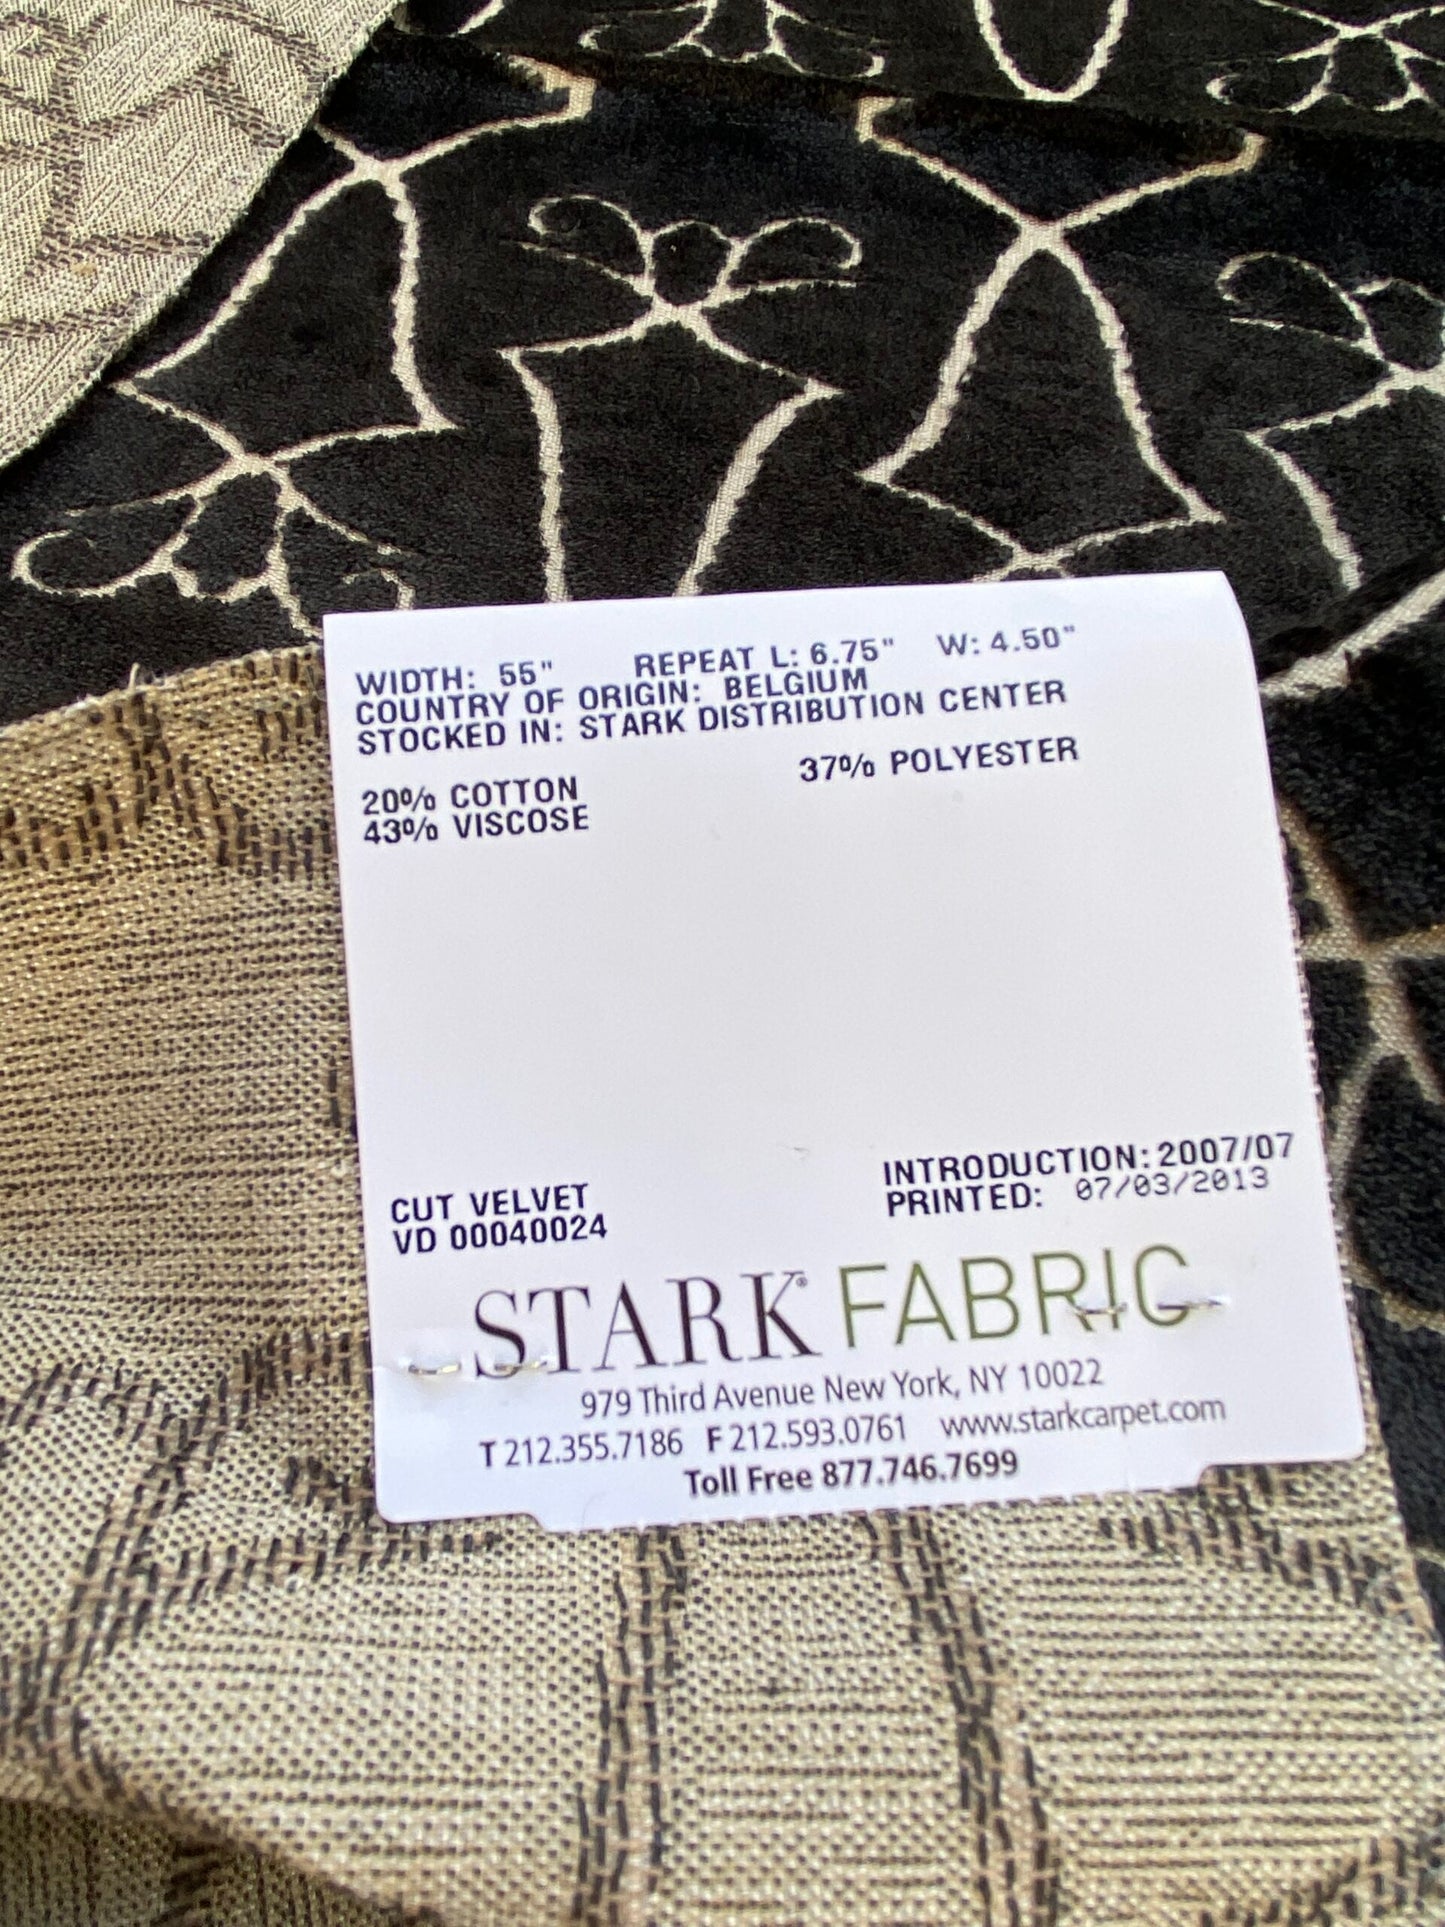 WIDTH: 55" REPEAT L: 6.75" W: 4.50"
COUNTRY OF ORIGIN: BELGIUM
STOCKED IN: STARK DISTRIBUTION CENTER
20% COTTON 37% POLYESTER
43% VISCOSE
INTRODUCTION: 2007/07
CUT VELVET PRINTED: 07/03/2013
VD 00040024
STARK® FABRIC
979 Third Avenue New York, NY 10022
T 212.355.7186 F 212.593.0761 www.starkcarpet.com
Toll Free 877.746.7699